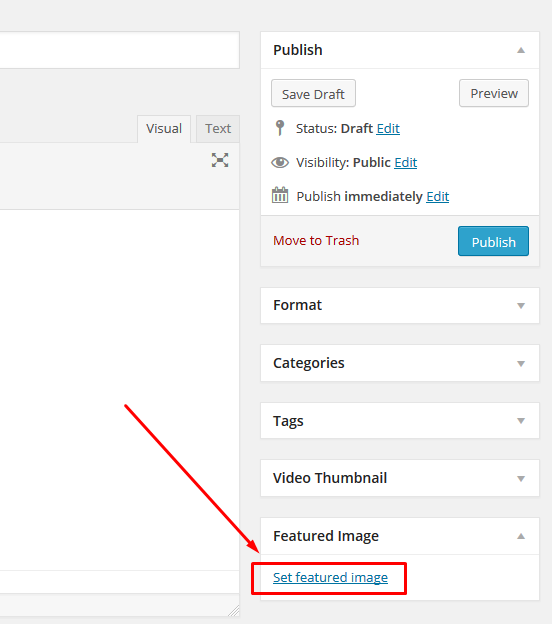 Publish
Save Draft
Preview
Status: Draft Edit
Visibility: Public Edit
Publish immediately Edit
Move to Trash
Publish
Visual
Text
Format
Categories
Tags
Video Thumbnail
Featured Image
Set featured image